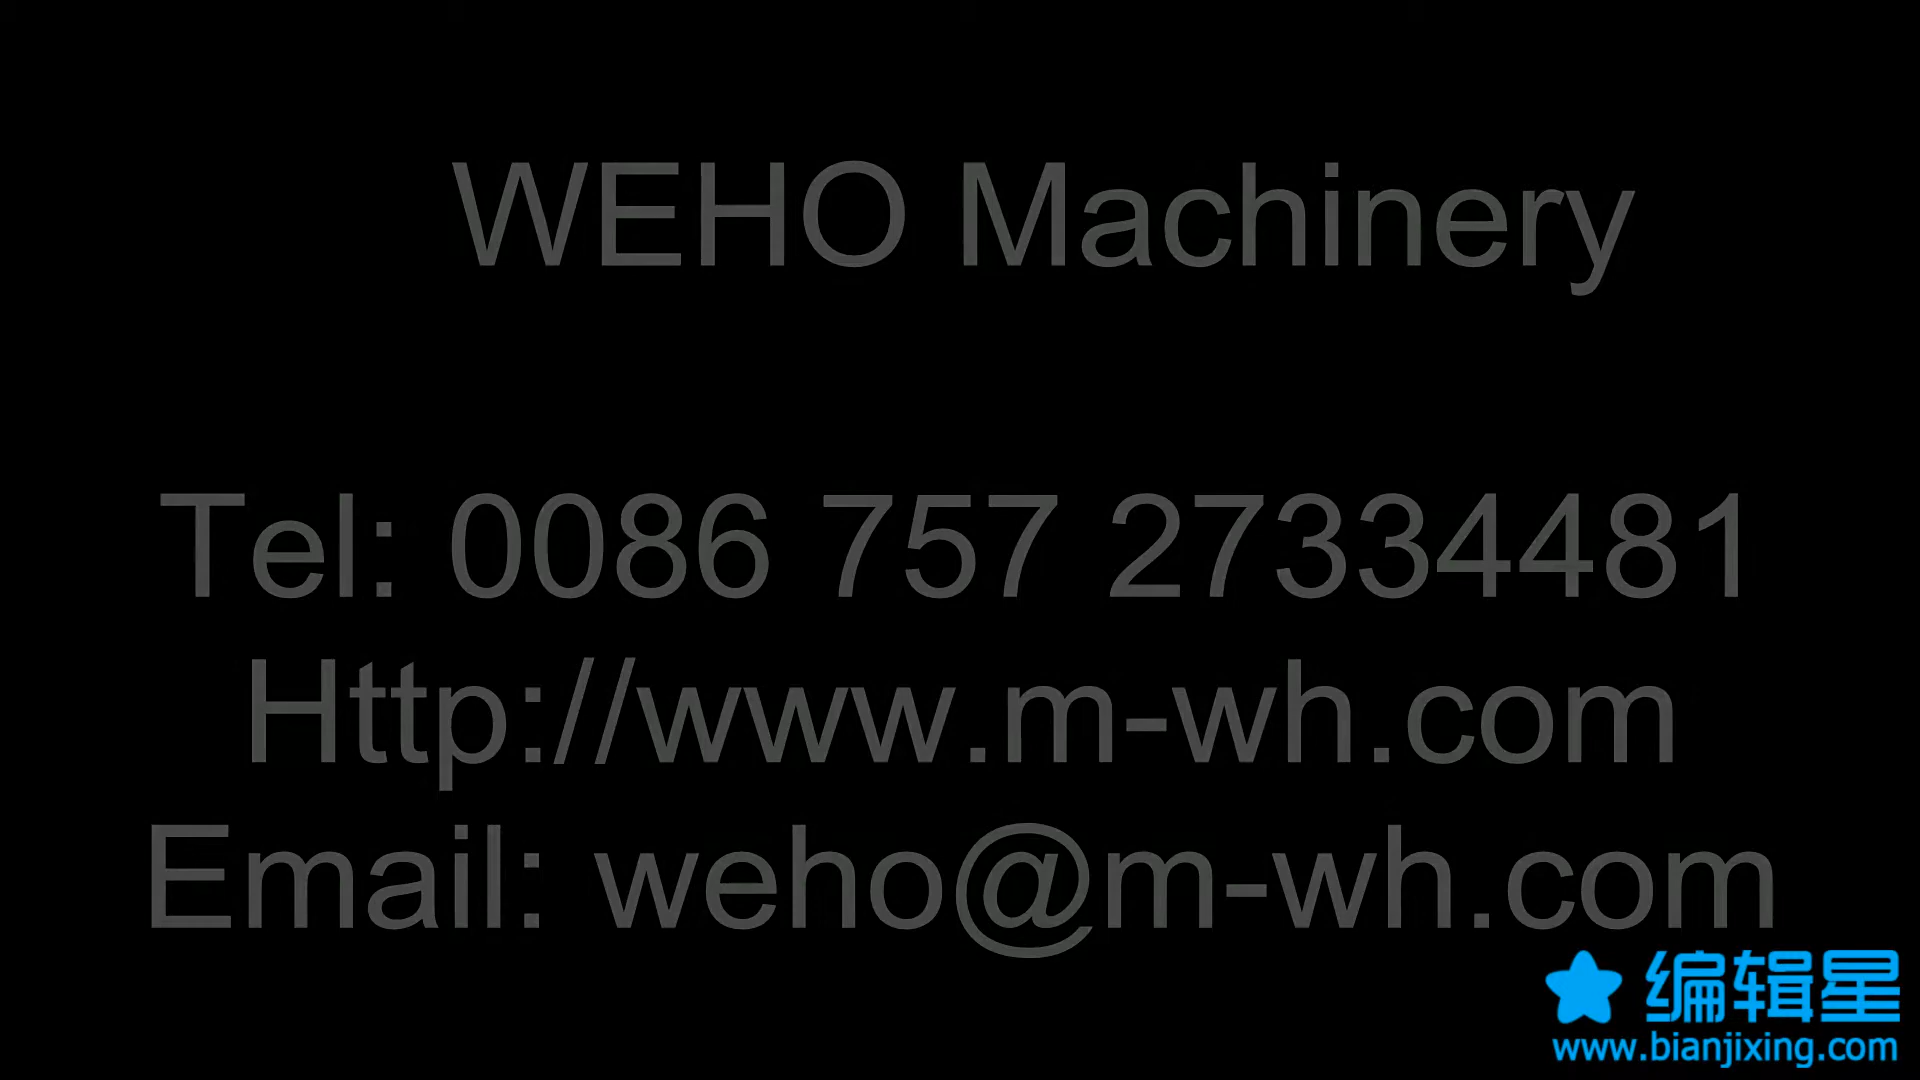 WEHO Machinery
Tel: 0086 757 27334481
Http://www.m-wh.com
Email: weho@m-wh.com
编辑星
www.bianjixing.com